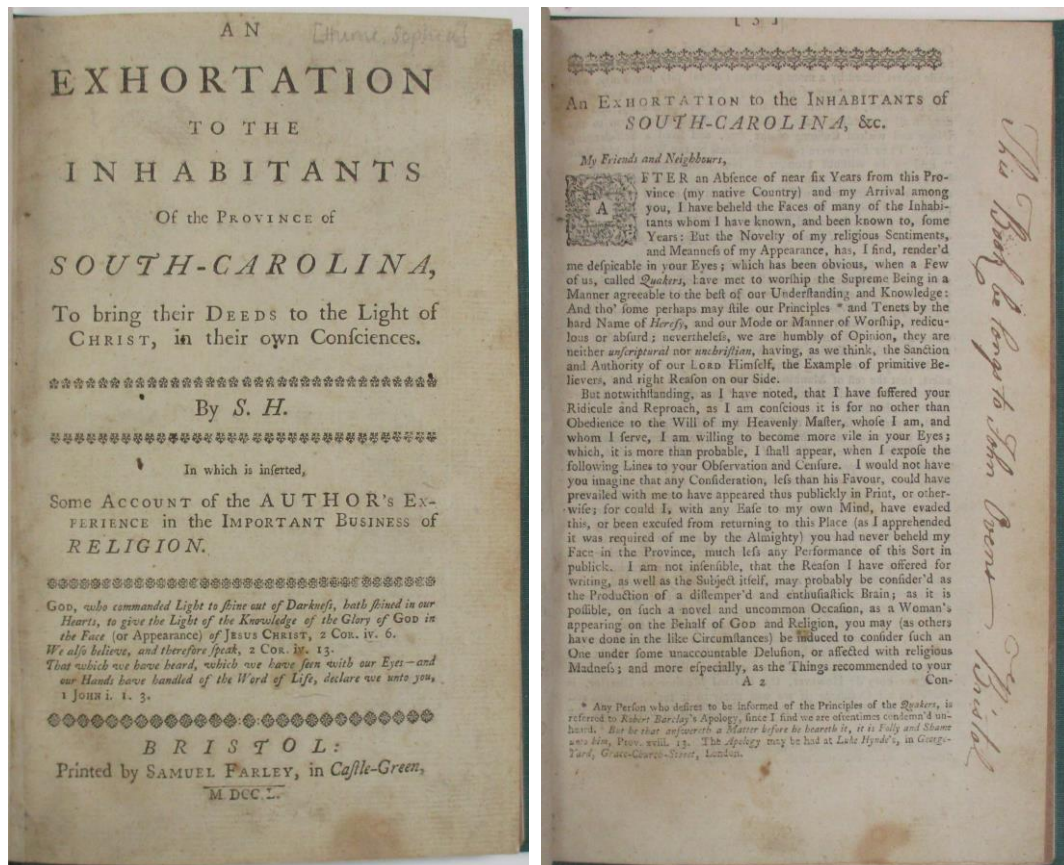 AN
[Hume, Sophia]
EXHORTATION
TO THE
INHABITANTS
Of the PROVINCE of
SOUTH-CAROLINA,
To bring their DEEDS to the Light of
CHRIST, in their own Conſciences.
By S. H.
In which is inſerted,
Some ACCOUNT of the AUTHOR's EX-
PERIENCE in the IMPORTANT BUSINESS of
RELIGION.
GOD, who commanded Light to ſhine out of Darkneſs, hath ſhined in our
Hearts, to give the Light of the Knowledge of the Glory of GOD in
the Face (or Appearance) of JESUS CHRIST, 2 COR. iv. 6.
We alſo believe, and therefore ſpeak, 2 COR. iv. 13.
That which we have heard, which we have ſeen with our Eyes—and
our Hands have handled of the Word of Life, declare we unto you,
1 JOHN i. 1. 3.
BRISTOL:
Printed by SAMUEL FARLEY, in Caſtle-Green,
M DCC L.
[ 3 ]
An EXHORTATION to the INHABITANTS of
SOUTH-CAROLINA, &c.
My Friends and Neighbours,
AFTER an Abſence of near ſix Years from this Pro-
vince (my native Country) and my Arrival among
you, I have beheld the Faces of many of the Inhabi-
tants whom I have known, and been known to, ſome
Years: But the Novelty of my religious Sentiments,
and Meanneſs of my Appearance, has, I find, render'd
me deſpicable in your Eyes; which has been obvious, when a Few
of us, called Quakers, have met to worſhip the Supreme Being in a
Manner agreeable to the beſt of our Underſtanding and Knowledge:
And tho' ſome perhaps may ſtile our Principles * and Tenets by the
hard Name of Hereſy, and our Mode or Manner of Worſhip, redicu-
lous or abſurd; nevertheleſs, we are humbly of Opinion, they are
neither unſcriptural nor unchriſtian, having, as we think, the Sanction
and Authority of our LORD Himſelf, the Example of primitive Be-
lievers, and right Reaſon on our Side.
But notwithſtanding, as I have noted, that I have ſuffered your
Ridicule and Reproach, as I am conſcious it is for no other than
Obedience to the Will of my Heavenly Maſter, whoſe I am, and
whom I ſerve, I am willing to become more vile in your Eyes;
which, it is more than probable, I ſhall appear, when I expoſe the
following Lines to your Obſervation and Cenſure. I would not have
you imagine that any Conſideration, leſs than his Favour, could have
prevailed with me to have appeared thus publickly in Print, or other-
wiſe; for could I, with any Eaſe to my own Mind, have evaded
this, or been excuſed from returning to this Place (as I apprehended
it was required of me by the Almighty) you had never beheld my
Face in the Province, much leſs any Performance of this Sort in
publick. I am not inſenſible, that the Reaſon I have offered for
writing, as well as the Subject itſelf, may probably be conſider'd as
the Production of a diſtemper'd and enthuſiaſtick Brain; as it is
poſſible, on ſuch a novel and uncommon Occaſion, as a Woman's
appearing on the Behalf of GOD and Religion, you may (as others
have done in the like Circumſtances) be induced to conſider ſuch an
One under ſome unaccountable Deluſion, or affected with religious
Madneſs; and more eſpecially, as the Things recommended to your
A 2 Con-
* Any Perſon who deſires to be informed of the Principles of the Quakers, is
referred to Robert Barclay's Apology, ſince I find we are oftentimes condemn'd un-
heard. But he that anſwereth a Matter before he heareth it, it is Folly and Shame
unto him, Prov. xviii. 13. The Apology may be had at Luke Hynde's, in George-
Yard, Grace-Church-Street, London.
This Book be longs to John Ovens Bristol